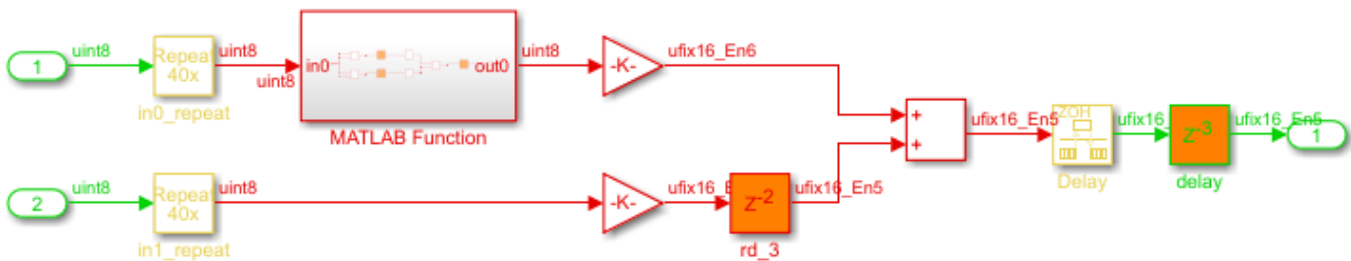 1
uint8
Repeat
40x
in0_repeat
uint8
uint8
in0
out0
MATLAB Function
uint8
-K-
ufix16_En6
+
+
ufix16_En5
ZOH
Delay
ufix16_
Z-3
delay
ufix16_En5
1
2
uint8
Repeat
40x
in1_repeat
uint8
-K-
ufix16_E
Z-2
rd_3
ufix16_En5